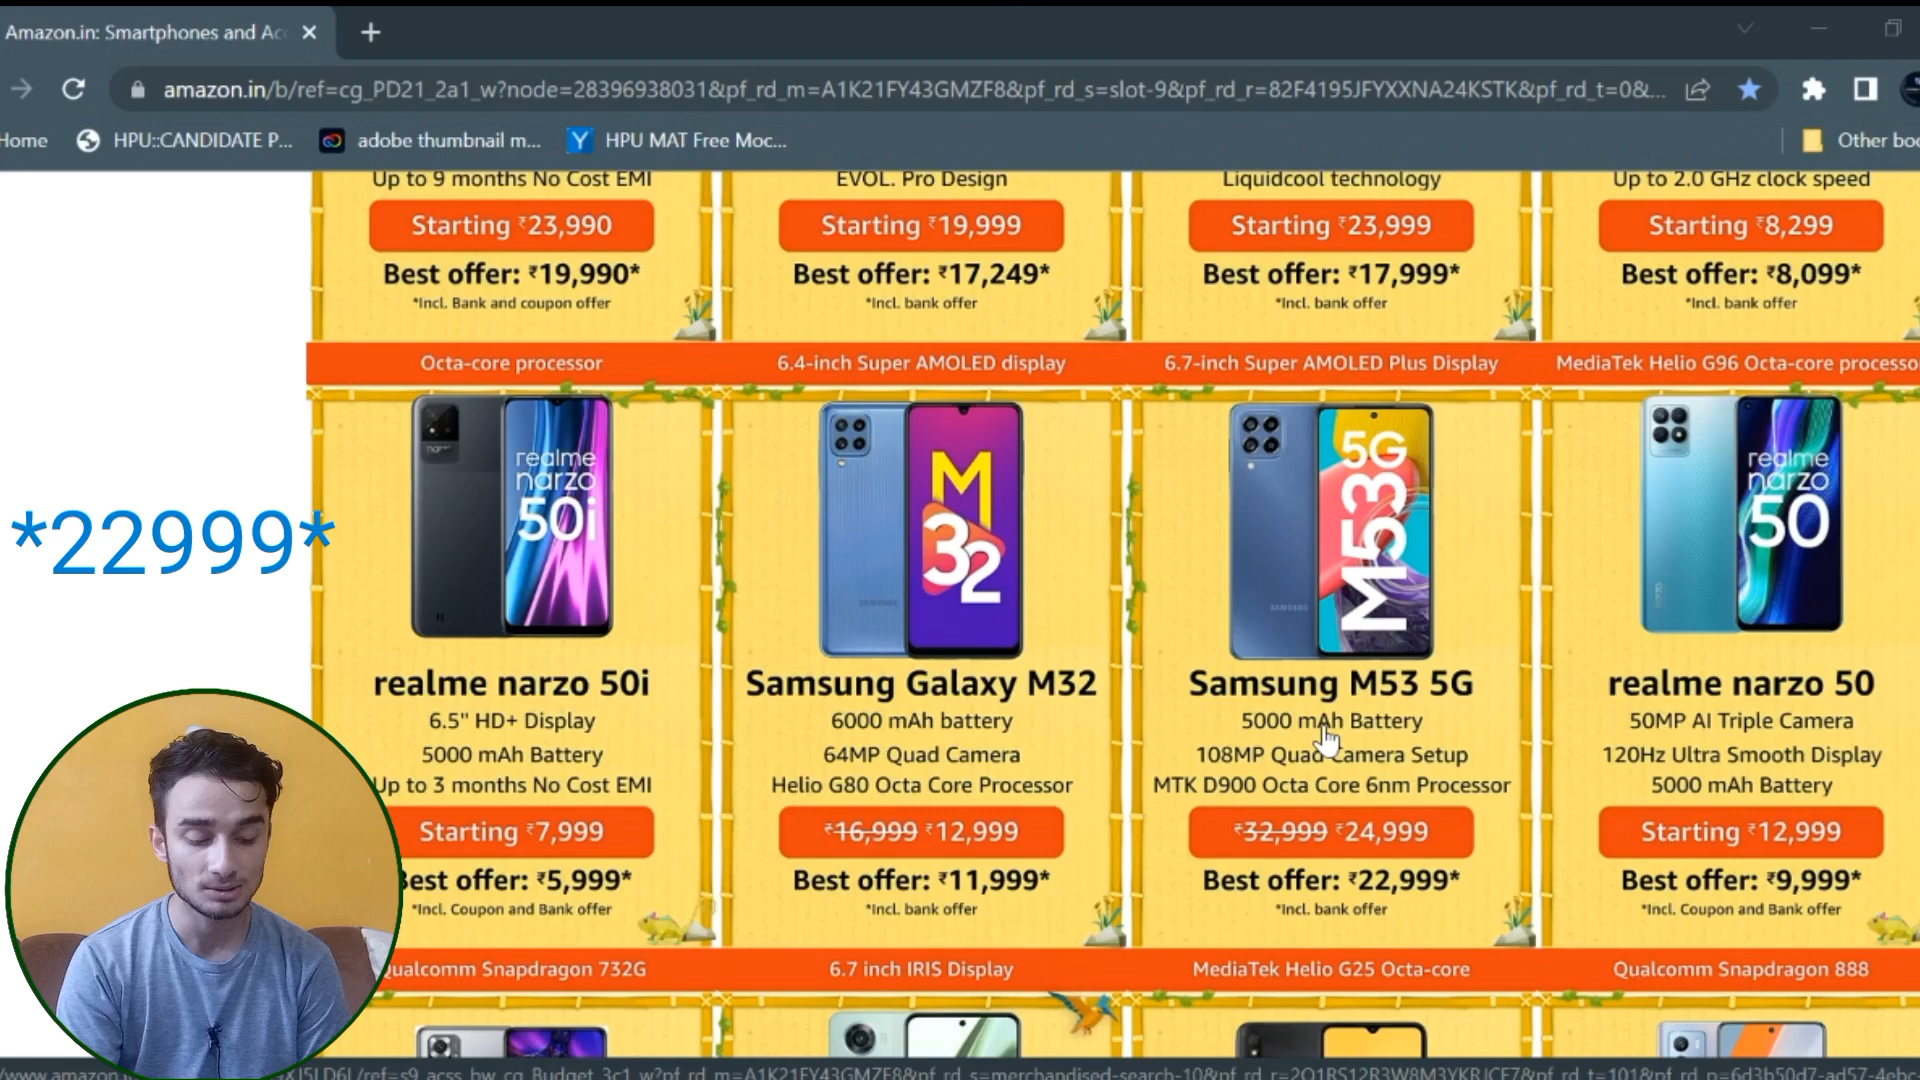 Amazon.in: Smartphones and Acc
amazon.in/b/ref=cg_PD21_2a1_w?node=28396938031&pf_rd_m=A1K21FY43GMZF8&pf_rd_s=slot-9&pf_rd_r=82F4195JFYXXNA24KSTK&pf_rd_t=0&...
Home HPU::CANDIDATE P... adobe thumbnail m... HPU MAT Free Moc... Other boo
Up to 9 months No Cost EMI
Starting ₹23,990
Best offer: ₹19,990*
*Incl. Bank and coupon offer
EVOL. Pro Design
Starting ₹19,999
Best offer: ₹17,249*
*Incl. bank offer
Liquidcool technology
Starting ₹23,999
Best offer: ₹17,999*
*Incl. bank offer
Up to 2.0 GHz clock speed
Starting ₹8,299
Best offer: ₹8,099*
*Incl. bank offer
Octa-core processor
realme
narzo
50i
realme narzo 50i
6.5" HD+ Display
5000 mAh Battery
Up to 3 months No Cost EMI
Starting ₹7,999
Best offer: ₹5,999*
*Incl. Coupon and Bank offer
6.4-inch Super AMOLED display
M
32
SAMSUNG
Samsung Galaxy M32
6000 mAh battery
64MP Quad Camera
Helio G80 Octa Core Processor
₹16,999 ₹12,999
Best offer: ₹11,999*
*Incl. bank offer
6.7-inch Super AMOLED Plus Display
5G
M53
SAMSUNG
Samsung M53 5G
5000 mAh Battery
108MP Quad Camera Setup
MTK D900 Octa Core 6nm Processor
₹32,999 ₹24,999
Best offer: ₹22,999*
*Incl. bank offer
MediaTek Helio G96 Octa-core processo
realme
narzo
50
realme narzo 50
50MP AI Triple Camera
120Hz Ultra Smooth Display
5000 mAh Battery
Starting ₹12,999
Best offer: ₹9,999*
*Incl. Coupon and Bank offer
*22999*
Qualcomm Snapdragon 732G
6.7 inch IRIS Display
MediaTek Helio G25 Octa-core
Qualcomm Snapdragon 888